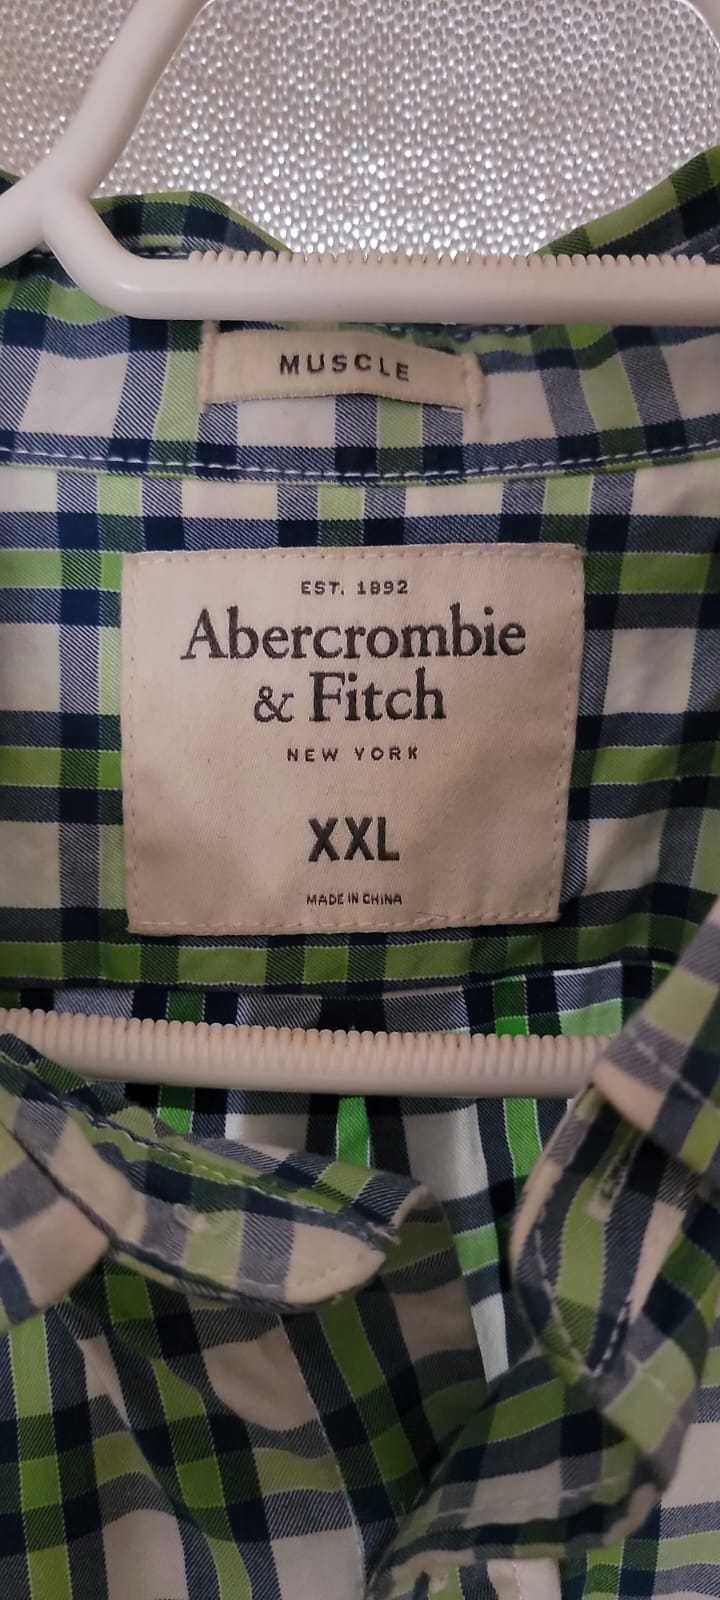 MUSCLE
EST. 1892
Abercrombie
& Fitch
NEW YORK
XXL
MADE IN CHINA